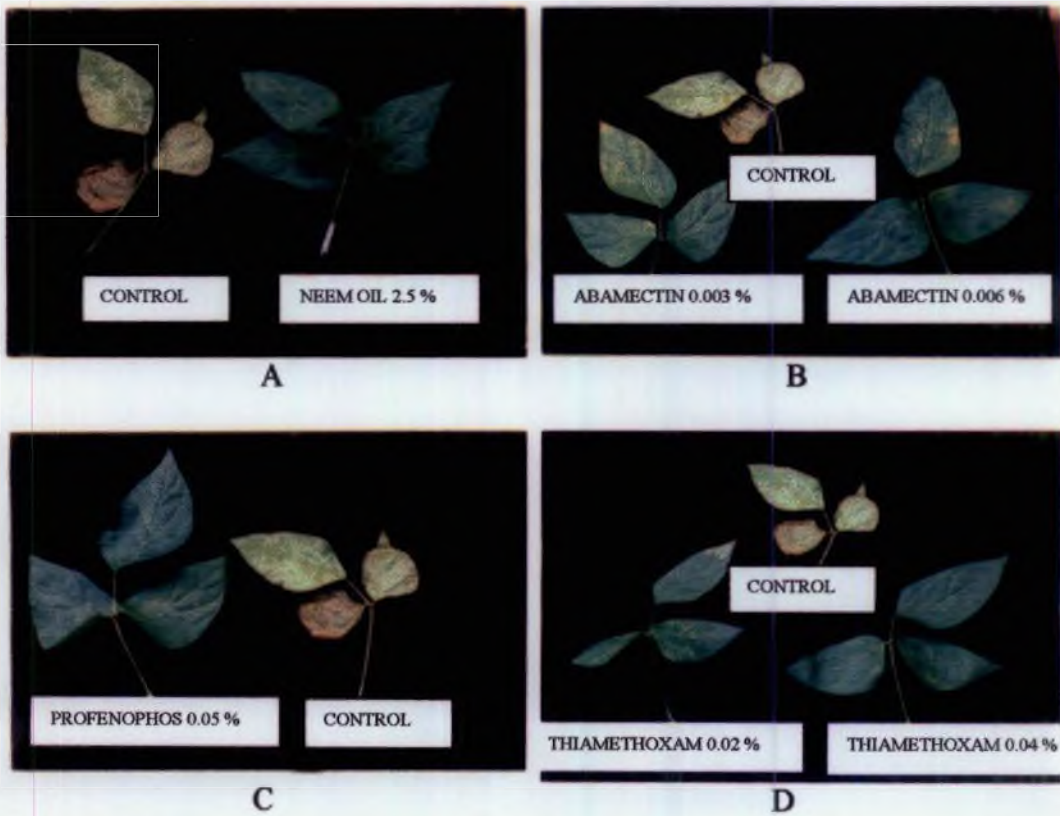 CONTROL
NEEM OIL 2.5 %
A
CONTROL
ABAMECTIN 0.003 %
ABAMECTIN 0.006 %
B
PROFENOPHOS 0.05 %
CONTROL
C
CONTROL
THIAMETHOXAM 0.02 %
THIAMETHOXAM 0.04 %
D